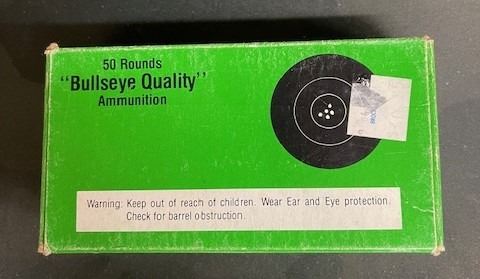 50 Rounds
"Bullseye Quality"
Ammunition
Warning: Keep out of reach of children. Wear Ear and Eye protection.
Check for barrel obstruction.